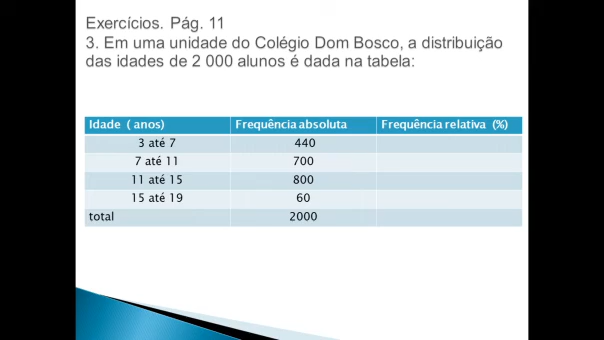 Exercícios. Pág. 11
3. Em uma unidade do Colégio Dom Bosco, a distribuição
das idades de 2 000 alunos é dada na tabela:
Idade ( anos) Frequência absoluta Frequência relativa (%)
3 até 7 440
7 até 11 700
11 até 15 800
15 até 19 60
total 2000